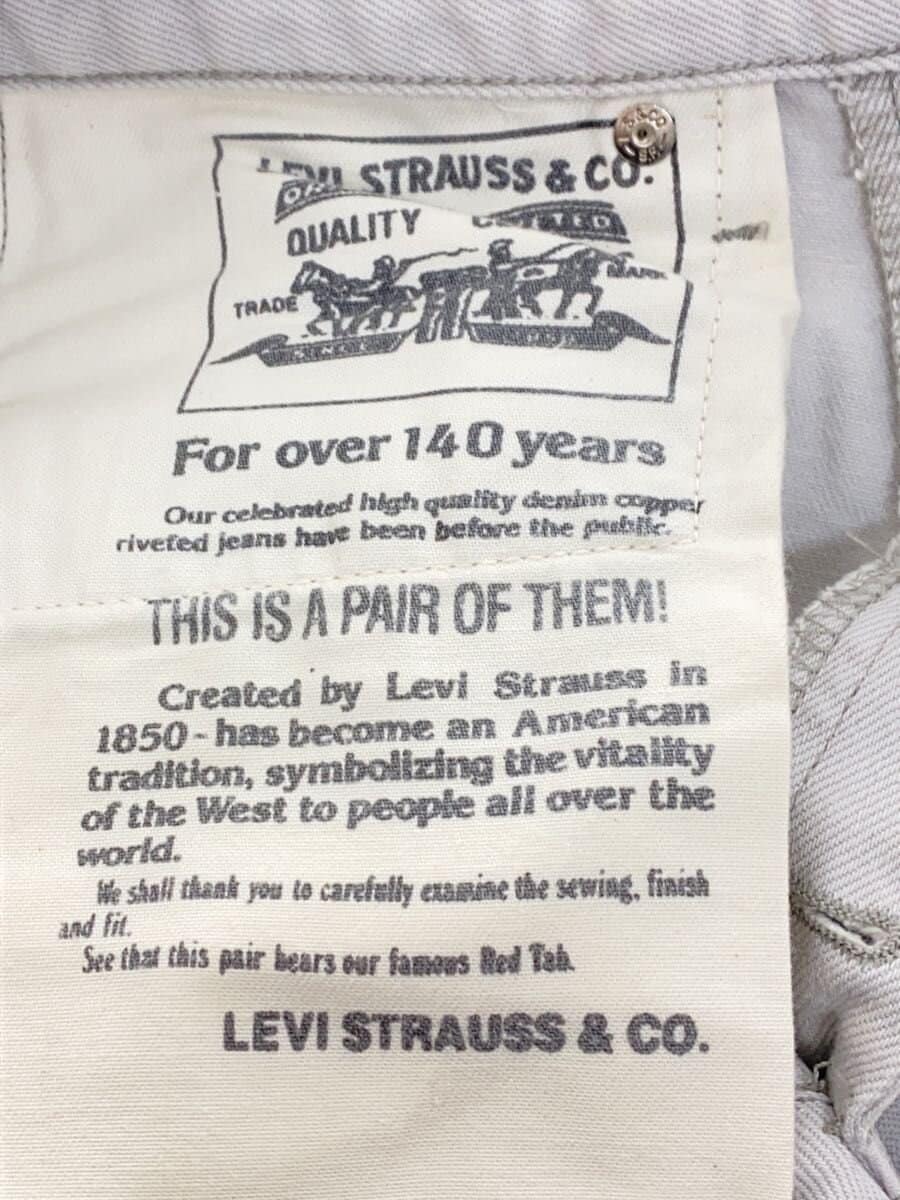 LEVI STRAUSS & CO.
QUALITY
TRADE MARK
For over 140 years
Our celebrated high quality denim copper
riveted jeans have been before the public.
THIS IS A PAIR OF THEM!
Created by Levi Strauss in
1850 - has become an American
tradition, symbolizing the vitality
of the West to people all over the
world.
We shall thank you to carefully examine the sewing, finish
and fit.
See that this pair bears our famous Red Tab.
LEVI STRAUSS & CO.